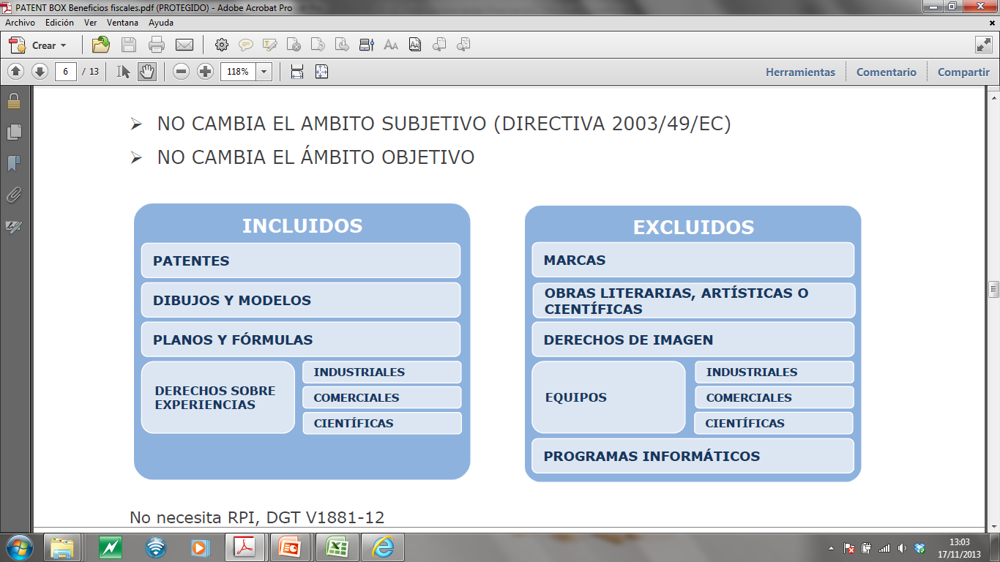 PATENT BOX Beneficios fiscales.pdf (PROTEGIDO) - Adobe Acrobat Pro
Archivo Edición Ver Ventana Ayuda
Crear
6 / 13 118% Herramientas Comentario Compartir
NO CAMBIA EL AMBITO SUBJETIVO (DIRECTIVA 2003/49/EC)
NO CAMBIA EL ÁMBITO OBJETIVO
INCLUIDOS
PATENTES
DIBUJOS Y MODELOS
PLANOS Y FÓRMULAS
DERECHOS SOBRE
EXPERIENCIAS
INDUSTRIALES
COMERCIALES
CIENTÍFICAS
EXCLUIDOS
MARCAS
OBRAS LITERARIAS, ARTÍSTICAS O
CIENTÍFICAS
DERECHOS DE IMAGEN
EQUIPOS
INDUSTRIALES
COMERCIALES
CIENTÍFICAS
PROGRAMAS INFORMÁTICOS
No necesita RPI, DGT V1881-12
13:03
17/11/2013